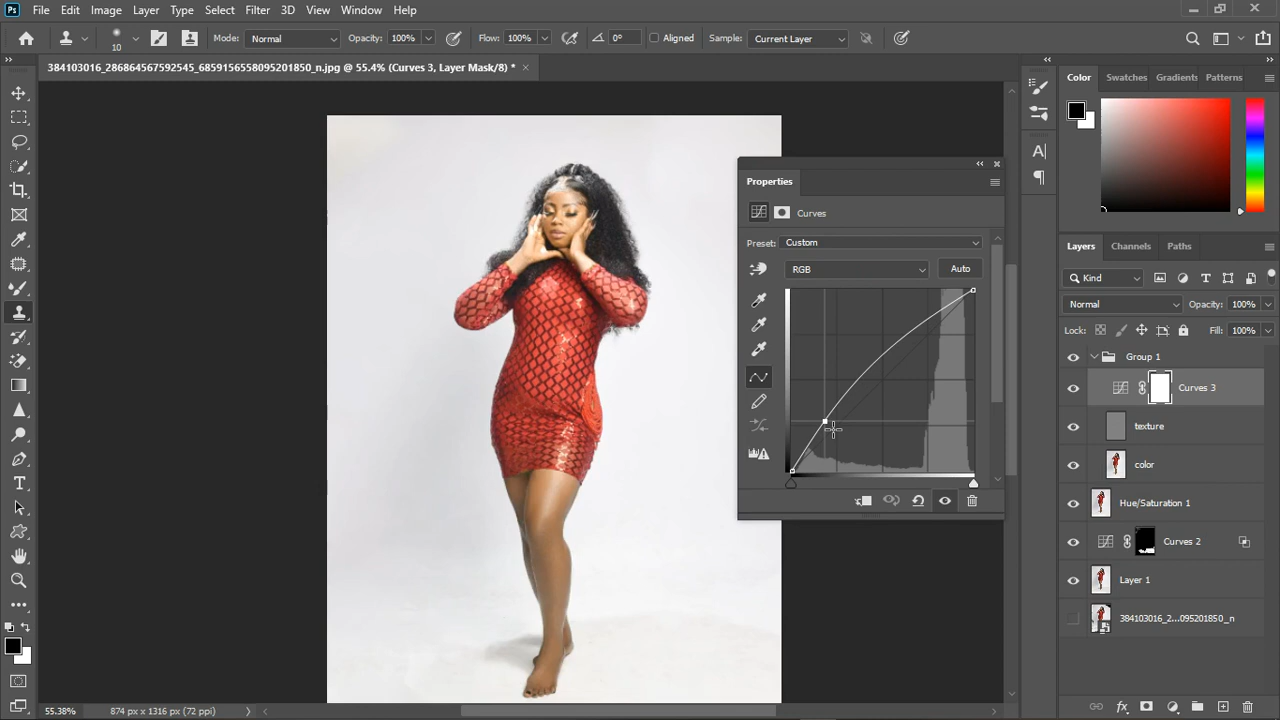 Ps File Edit Image Layer Type Select Filter 3D View Window Help
10 Mode: Normal Opacity: 100% Flow: 100% 0° Aligned Sample: Current Layer
384103016_286864567592545_6859156558095201850_n.jpg @ 55.4% (Curves 3, Layer Mask/8) * ×
Color Swatches Gradients Patterns
Properties
Curves
Preset: Custom
RGB Auto
Layers Channels Paths
Kind
Normal Opacity: 100%
Lock: Fill: 100%
Group 1
Curves 3
texture
color
Hue/Saturation 1
Curves 2
Layer 1
384103016_2...095201850_n
fx
55.38% 874 px x 1316 px (72 ppi)